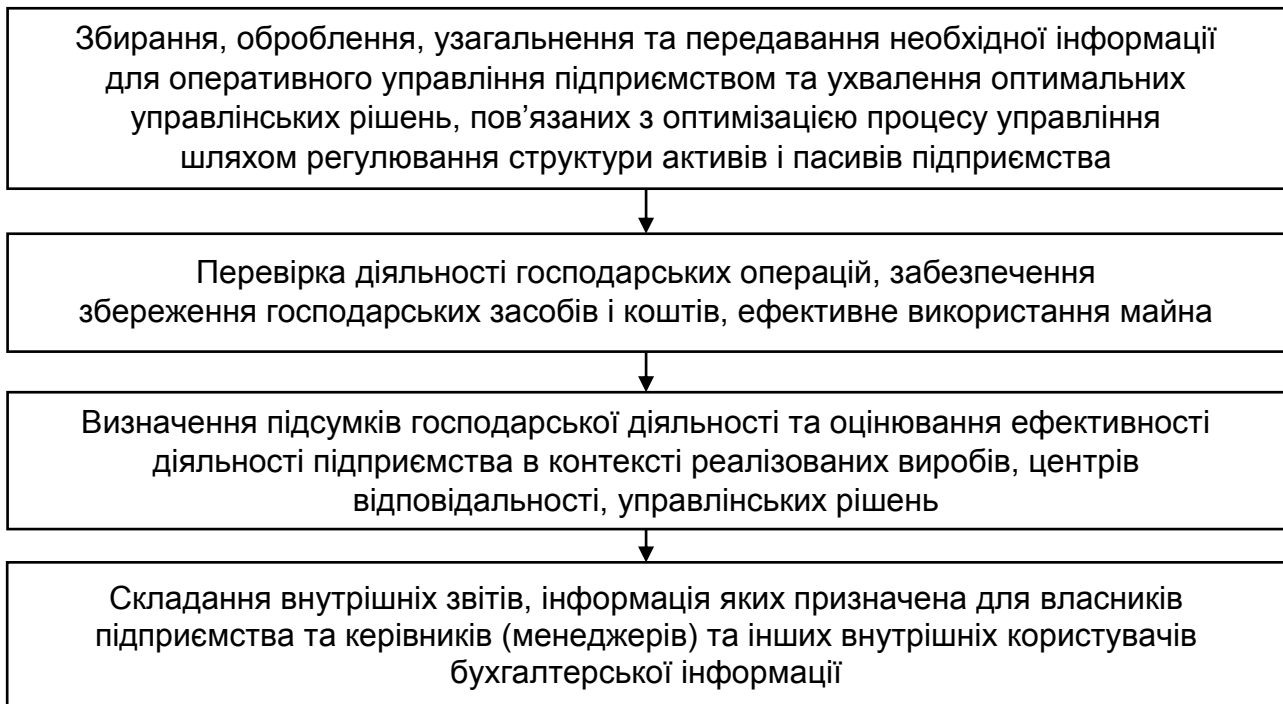 Збирання, оброблення, узагальнення та передавання необхідної інформації
для оперативного управління підприємством та ухвалення оптимальних
управлінських рішень, пов’язаних з оптимізацією процесу управління
шляхом регулювання структури активів і пасивів підприємства
Перевірка діяльності господарських операцій, забезпечення
збереження господарських засобів і коштів, ефективне використання майна
Визначення підсумків господарської діяльності та оцінювання ефективності
діяльності підприємства в контексті реалізованих виробів, центрів
відповідальності, управлінських рішень
Складання внутрішніх звітів, інформація яких призначена для власників
підприємства та керівників (менеджерів) та інших внутрішніх користувачів
бухгалтерської інформації